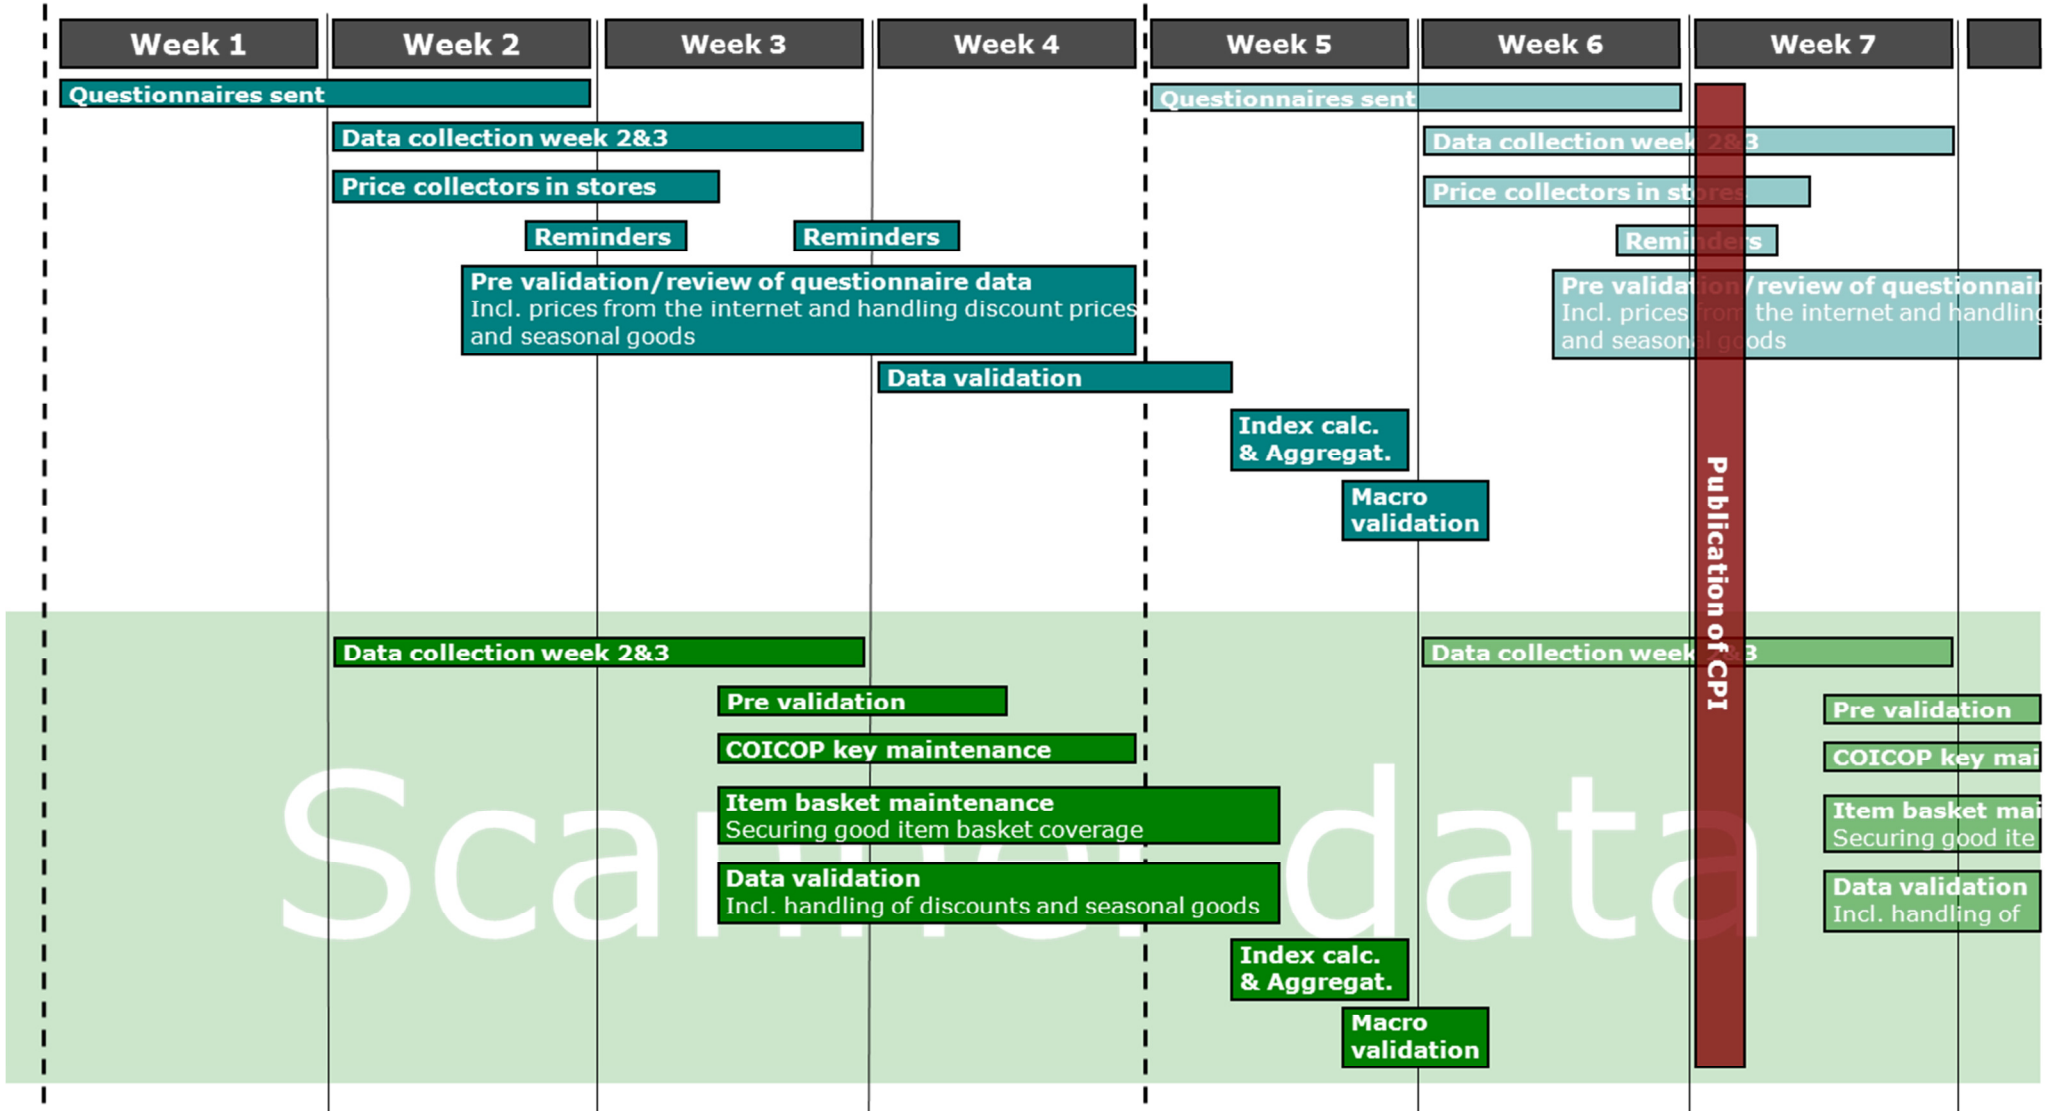 Week 1
Week 2
Week 3
Week 4
Week 5
Week 6
Week 7
Questionnaires sent
Questionnaires sent
Data collection week 2&3
Data collection week 2&3
Price collectors in stores
Price collectors in stores
Reminders
Reminders
Reminders
Pre validation/review of questionnaire data
Incl. prices from the internet and handling discount prices
and seasonal goods
Pre validation/review of questionnair
Incl. prices from the internet and handling
and seasonal goods
Data validation
Index calc.
& Aggregat.
Macro
validation
Publication of CPI
Scanner data
Data collection week 2&3
Data collection week 2&3
Pre validation
Pre validation
COICOP key maintenance
COICOP key mai
Item basket maintenance
Securing good item basket coverage
Item basket mai
Securing good ite
Data validation
Incl. handling of discounts and seasonal goods
Data validation
Incl. handling of
Index calc.
& Aggregat.
Macro
validation